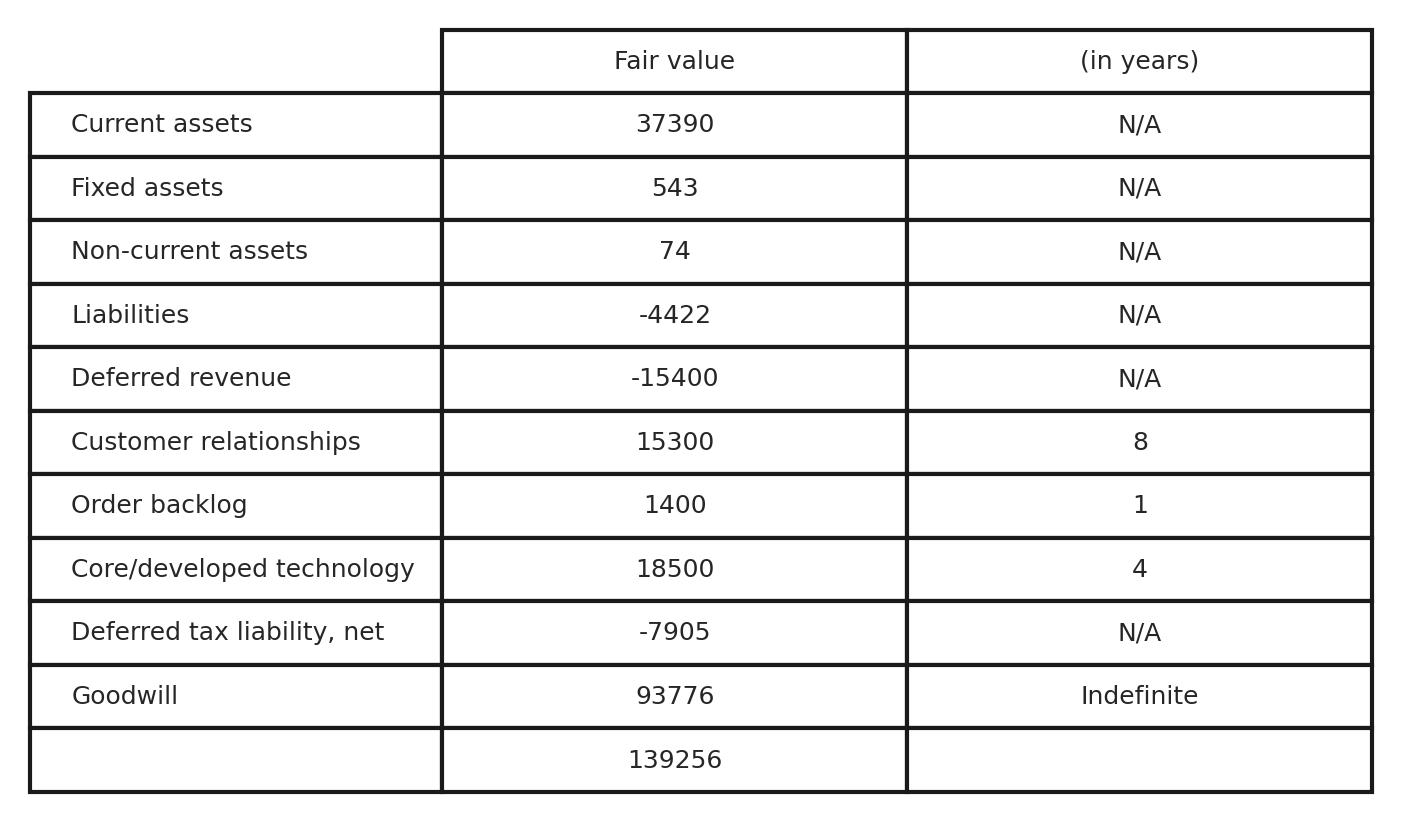 Fair value (in years)
Current assets 37390 N/A
Fixed assets 543 N/A
Non-current assets 74 N/A
Liabilities -4422 N/A
Deferred revenue -15400 N/A
Customer relationships 15300 8
Order backlog 1400 1
Core/developed technology 18500 4
Deferred tax liability, net -7905 N/A
Goodwill 93776 Indefinite
139256